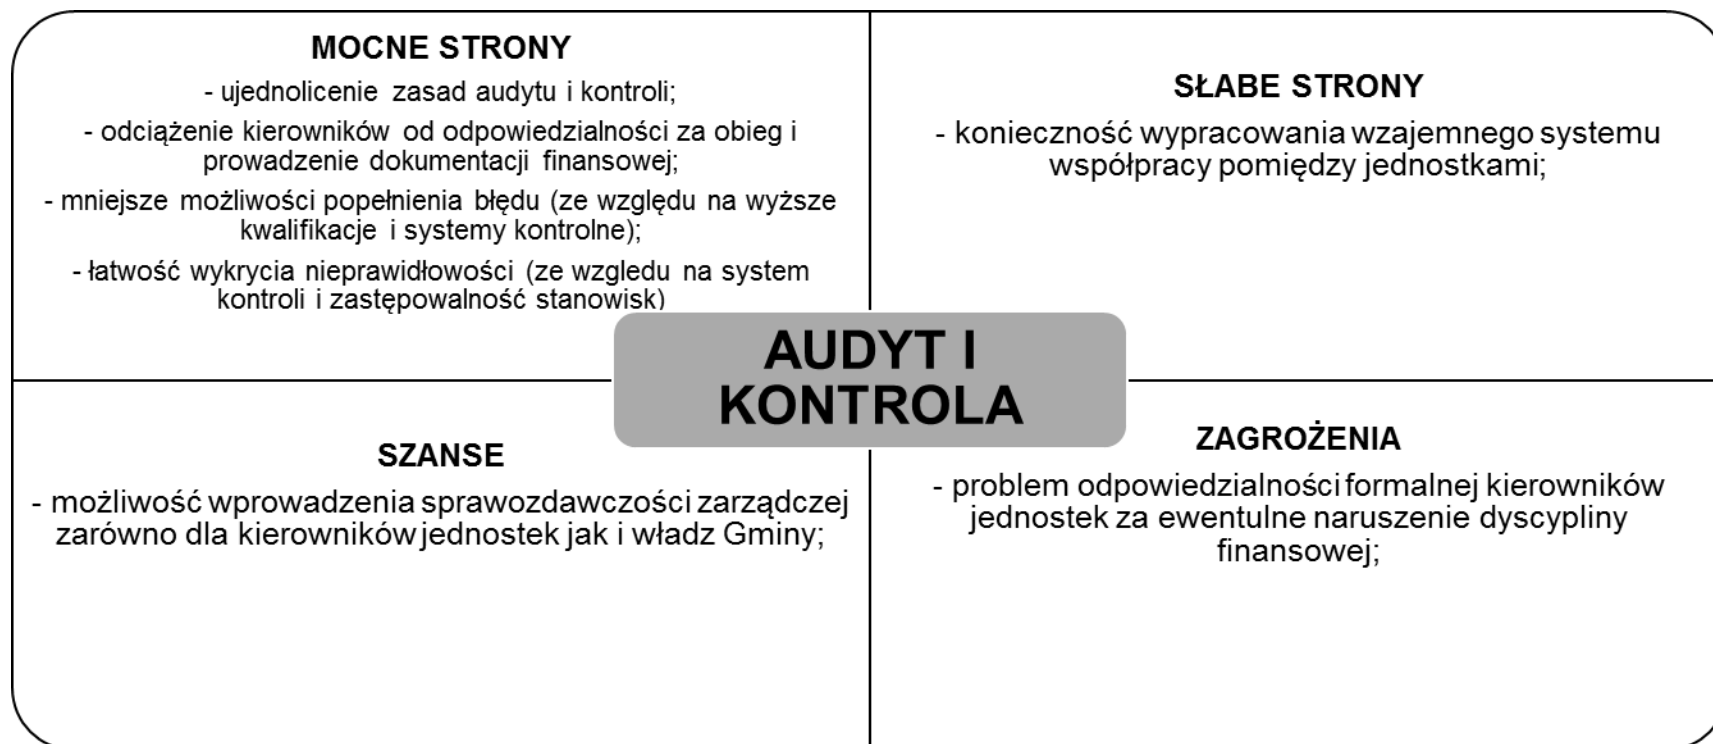 MOCNE STRONY
- ujednolicenie zasad audytu i kontroli;
- odciążenie kierowników od odpowiedzialności za obieg i
prowadzenie dokumentacji finansowej;
- mniejsze możliwości popełnienia błędu (ze względu na wyższe
kwalifikacje i systemy kontrolne);
- łatwość wykrycia nieprawidłowości (ze wzgledu na system
kontroli i zastępowalność stanowisk)
SŁABE STRONY
- konieczność wypracowania wzajemnego systemu
współpracy pomiędzy jednostkami;
AUDYT I
KONTROLA
SZANSE
- możliwość wprowadzenia sprawozdawczości zarządczej
zarówno dla kierowników jednostek jak i władz Gminy;
ZAGROŻENIA
- problem odpowiedzialności formalnej kierowników
jednostek za ewentulne naruszenie dyscypliny
finansowej;